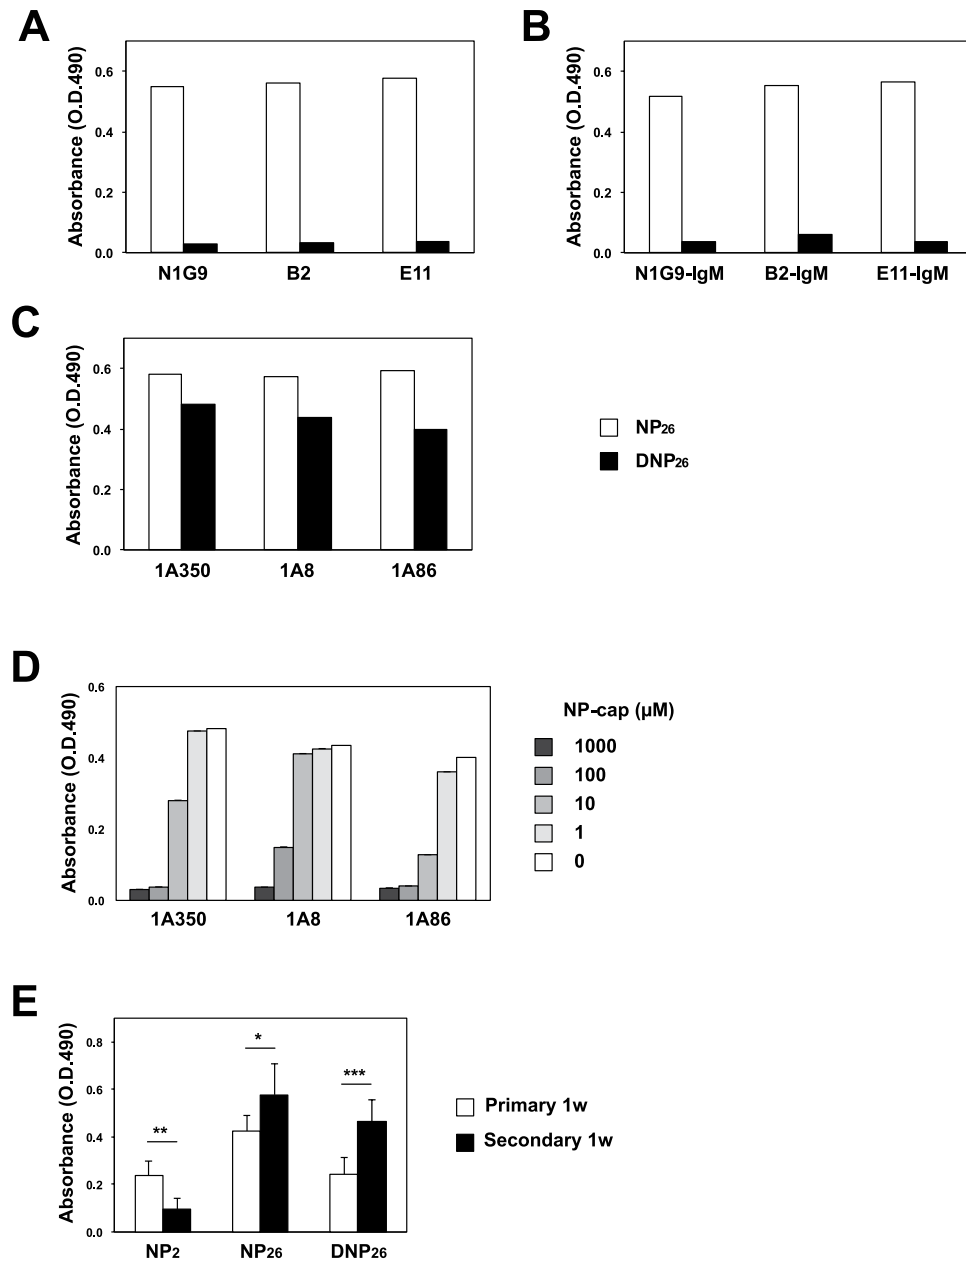 A
Absorbance (O.D.490)
0.6
0.4
0.2
0.0
N1G9 B2 E11
B
Absorbance (O.D.490)
0.6
0.4
0.2
0.0
N1G9-IgM B2-IgM E11-IgM
C
Absorbance (O.D.490)
0.6
0.4
0.2
0.0
1A350 1A8 1A86
NP26
DNP26
D
Absorbance (O.D.490)
0.6
0.4
0.2
0.0
1A350 1A8 1A86
NP-cap (µM)
1000
100
10
1
0
E
Absorbance (O.D.490)
0.8
0.6
0.4
0.2
0.0
**
*
***
NP2 NP26 DNP26
Primary 1w
Secondary 1w